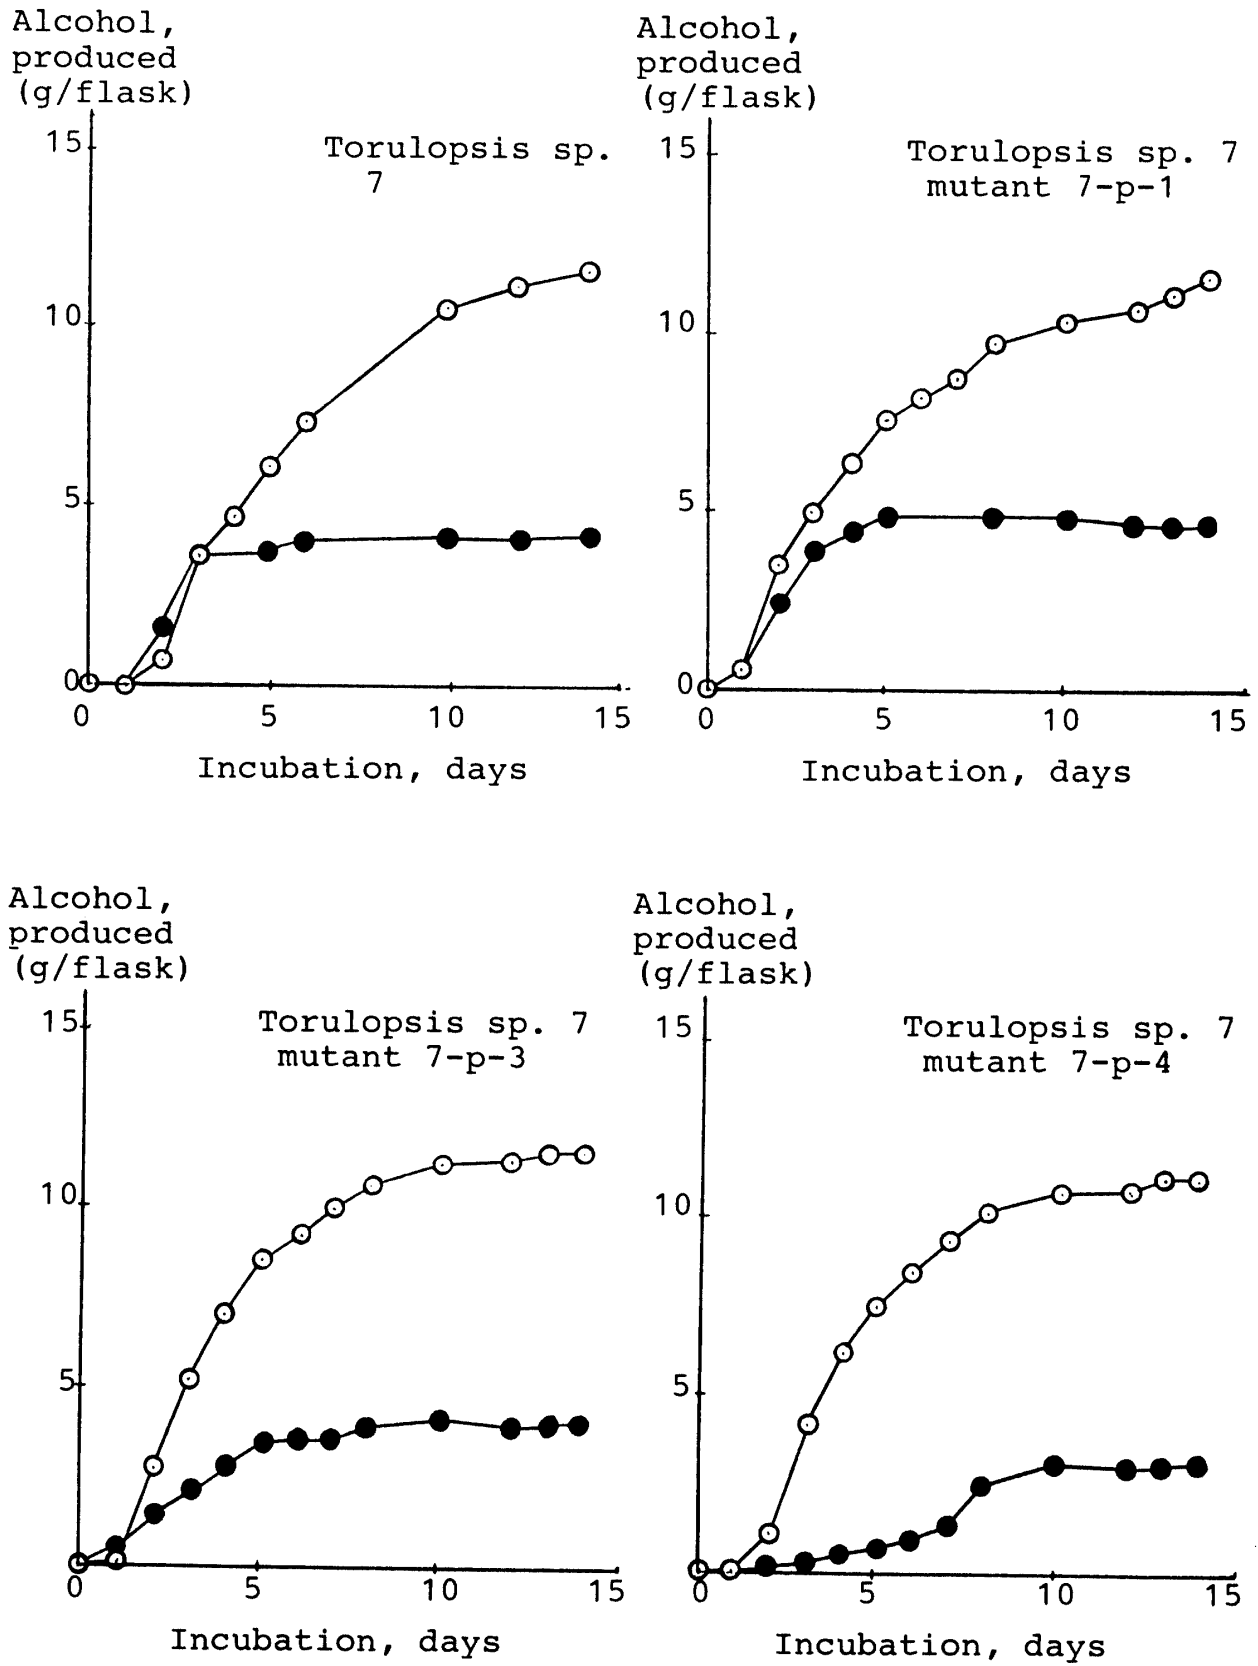 Alcohol,
produced
(g/flask)
15
Torulopsis sp.
7
10
5
0
0 5 10 15
Incubation, days
Alcohol,
produced
(g/flask)
15
Torulopsis sp. 7
mutant 7-p-1
10
5
0
0 5 10 15
Incubation, days
Alcohol,
produced
(g/flask)
15
Torulopsis sp. 7
mutant 7-p-3
10
5
0 5 10 15
Incubation, days
Alcohol,
produced
(g/flask)
15
Torulopsis sp. 7
mutant 7-p-4
10
5
0 5 10 15
Incubation, days